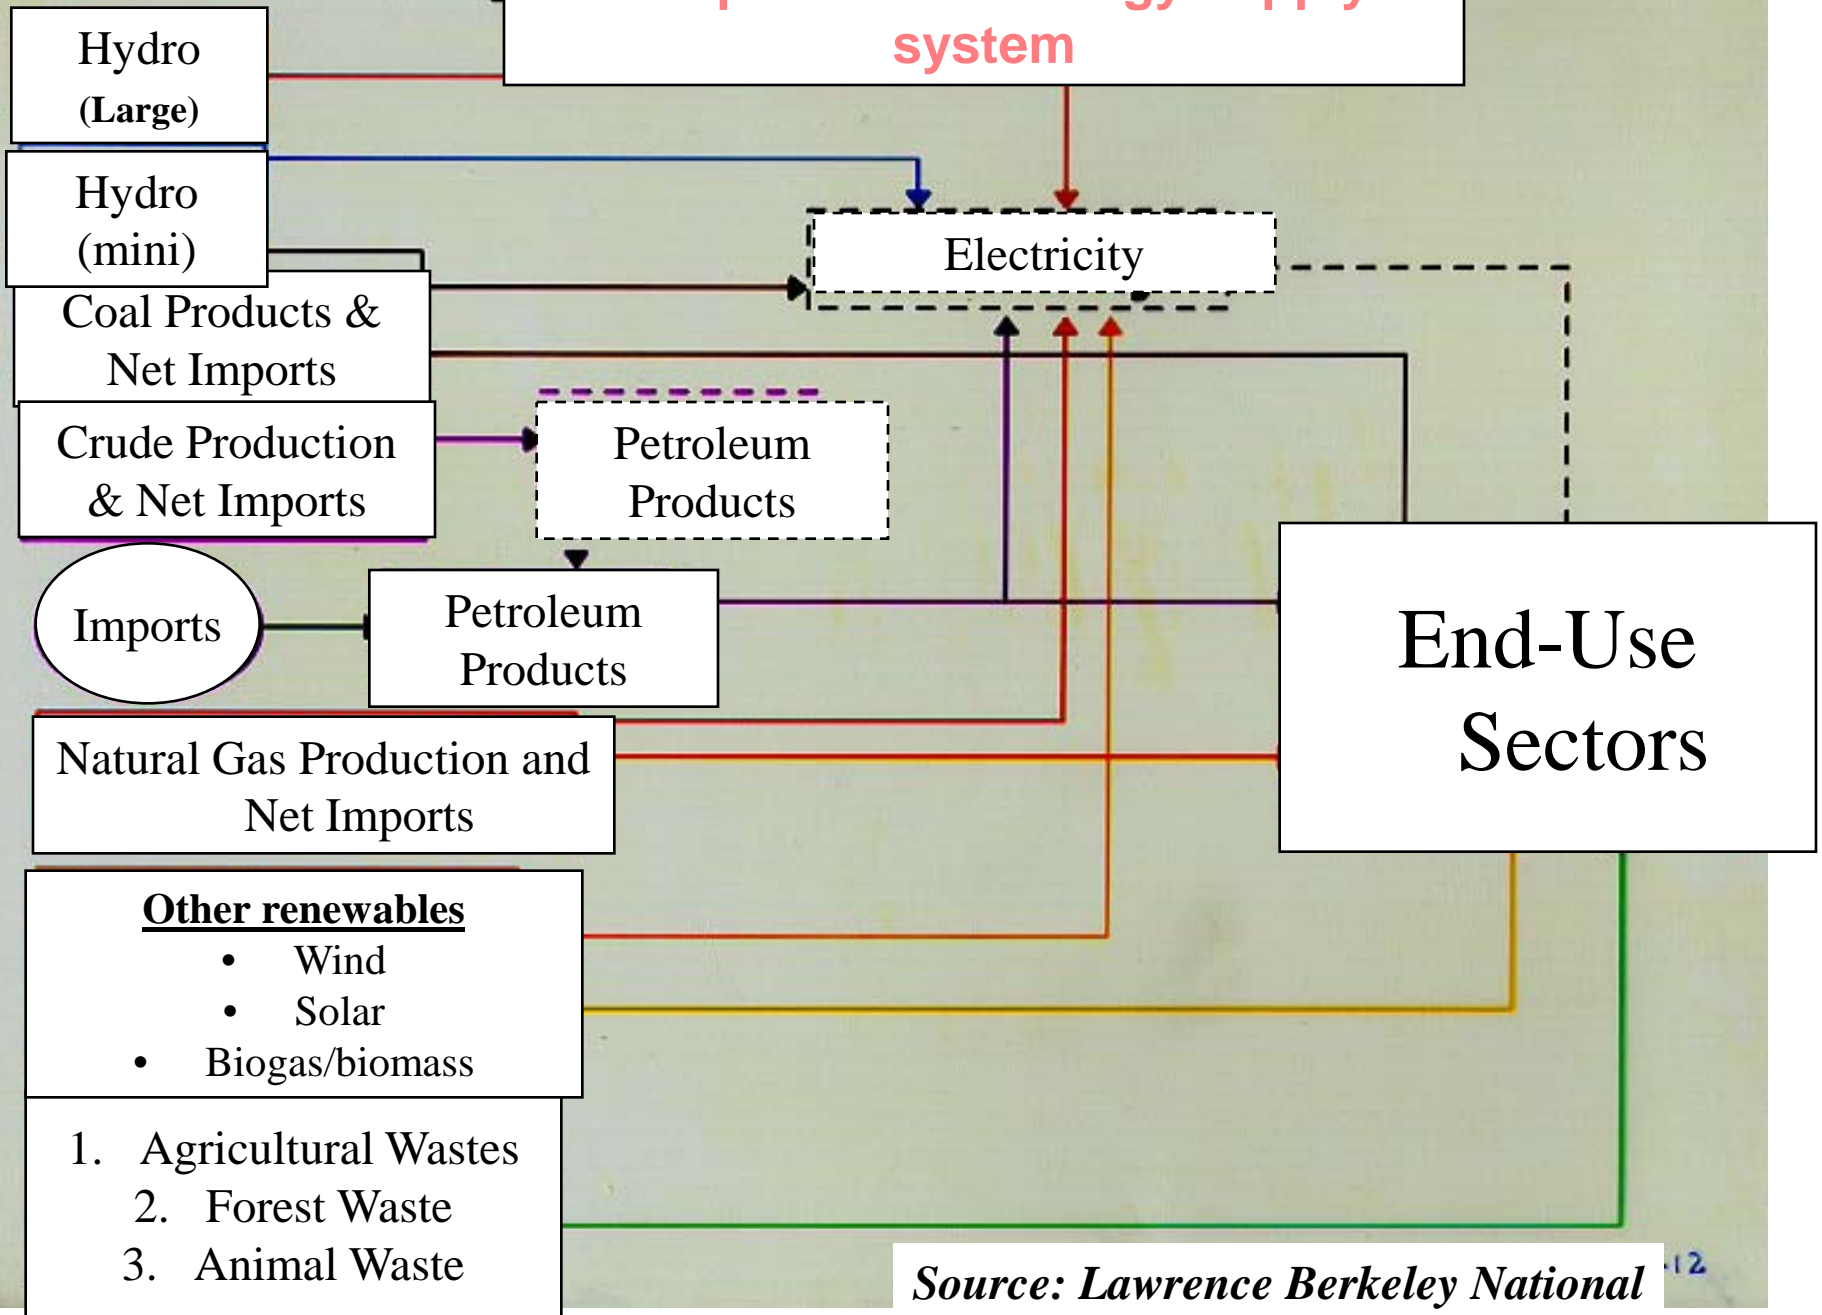 system
Hydro
(Large)
Hydro
(mini)
Electricity
Coal Products &
Net Imports
Crude Production
& Net Imports
Petroleum
Products
Imports
Petroleum
Products
End-Use
Sectors
Natural Gas Production and
Net Imports
Other renewables
• Wind
• Solar
• Biogas/biomass
1. Agricultural Wastes
2. Forest Waste
3. Animal Waste
Source: Lawrence Berkeley National
12